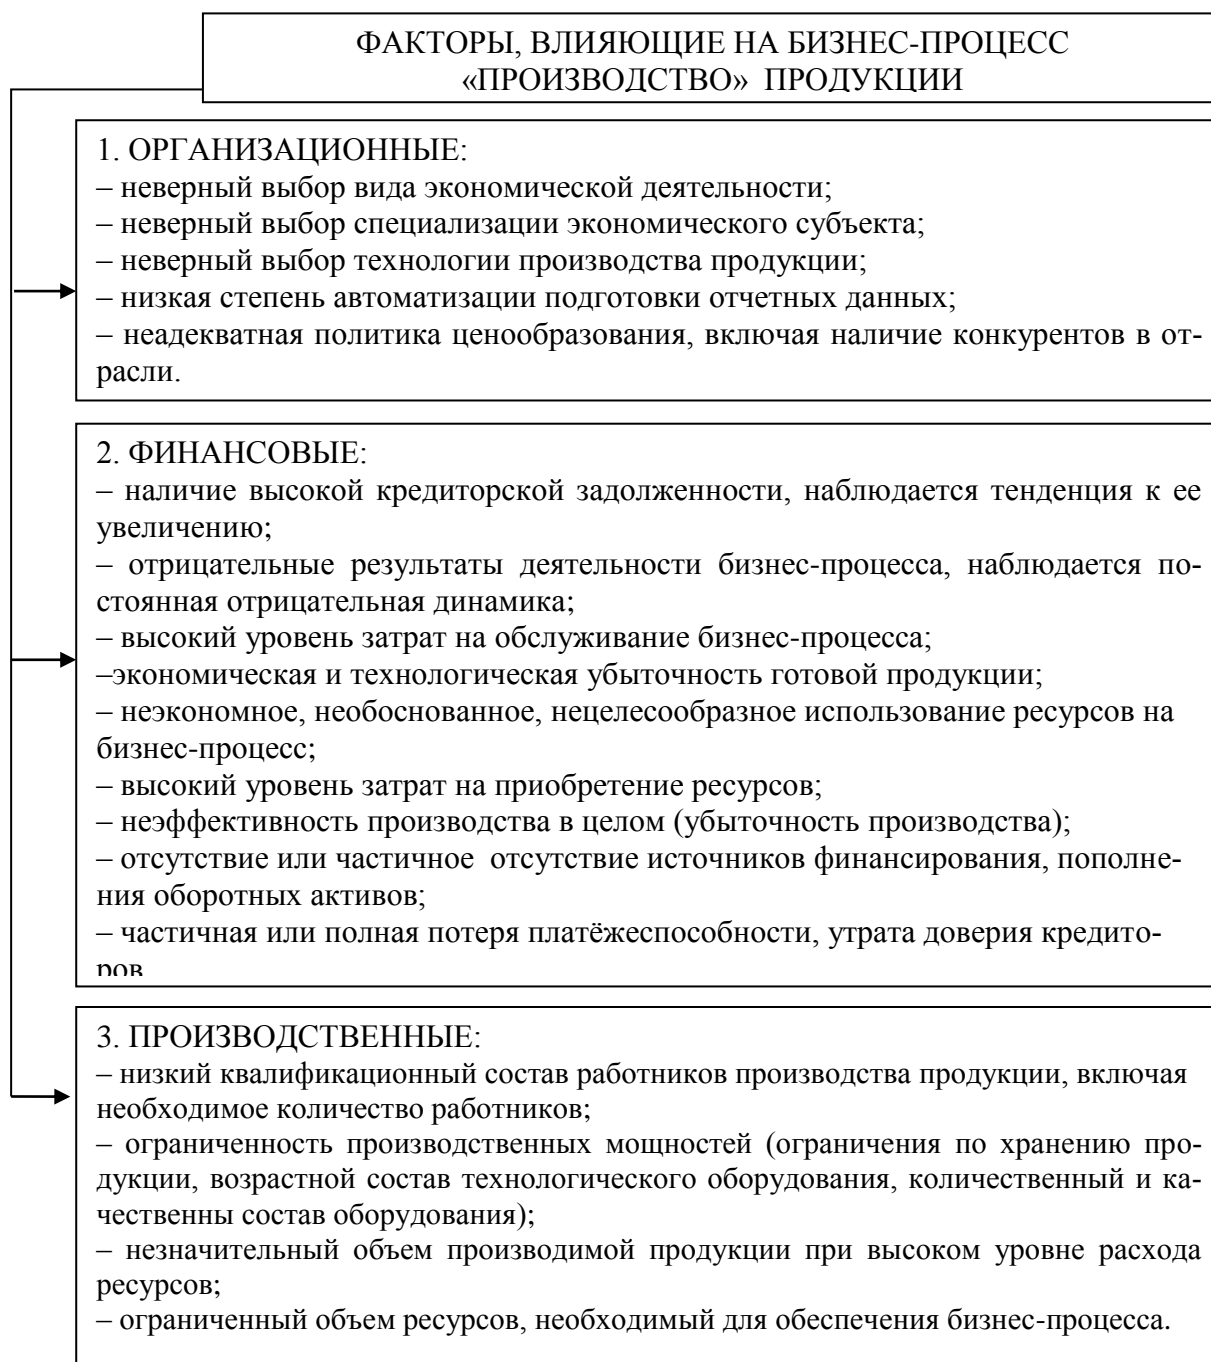 ФАКТОРЫ, ВЛИЯЮЩИЕ НА БИЗНЕС-ПРОЦЕСС
«ПРОИЗВОДСТВО» ПРОДУКЦИИ
1. ОРГАНИЗАЦИОННЫЕ:
– неверный выбор вида экономической деятельности;
– неверный выбор специализации экономического субъекта;
– неверный выбор технологии производства продукции;
– низкая степень автоматизации подготовки отчетных данных;
– неадекватная политика ценообразования, включая наличие конкурентов в от-
расли.
2. ФИНАНСОВЫЕ:
– наличие высокой кредиторской задолженности, наблюдается тенденция к ее
увеличению;
– отрицательные результаты деятельности бизнес-процесса, наблюдается по-
стоянная отрицательная динамика;
– высокий уровень затрат на обслуживание бизнес-процесса;
–экономическая и технологическая убыточность готовой продукции;
– неэкономное, необоснованное, нецелесообразное использование ресурсов на
бизнес-процесс;
– высокий уровень затрат на приобретение ресурсов;
– неэффективность производства в целом (убыточность производства);
– отсутствие или частичное отсутствие источников финансирования, пополне-
ния оборотных активов;
– частичная или полная потеря платёжеспособности, утрата доверия кредито-
ров
3. ПРОИЗВОДСТВЕННЫЕ:
– низкий квалификационный состав работников производства продукции, включая
необходимое количество работников;
– ограниченность производственных мощностей (ограничения по хранению про-
дукции, возрастной состав технологического оборудования, количественный и ка-
чественны состав оборудования);
– незначительный объем производимой продукции при высоком уровне расхода
ресурсов;
– ограниченный объем ресурсов, необходимый для обеспечения бизнес-процесса.